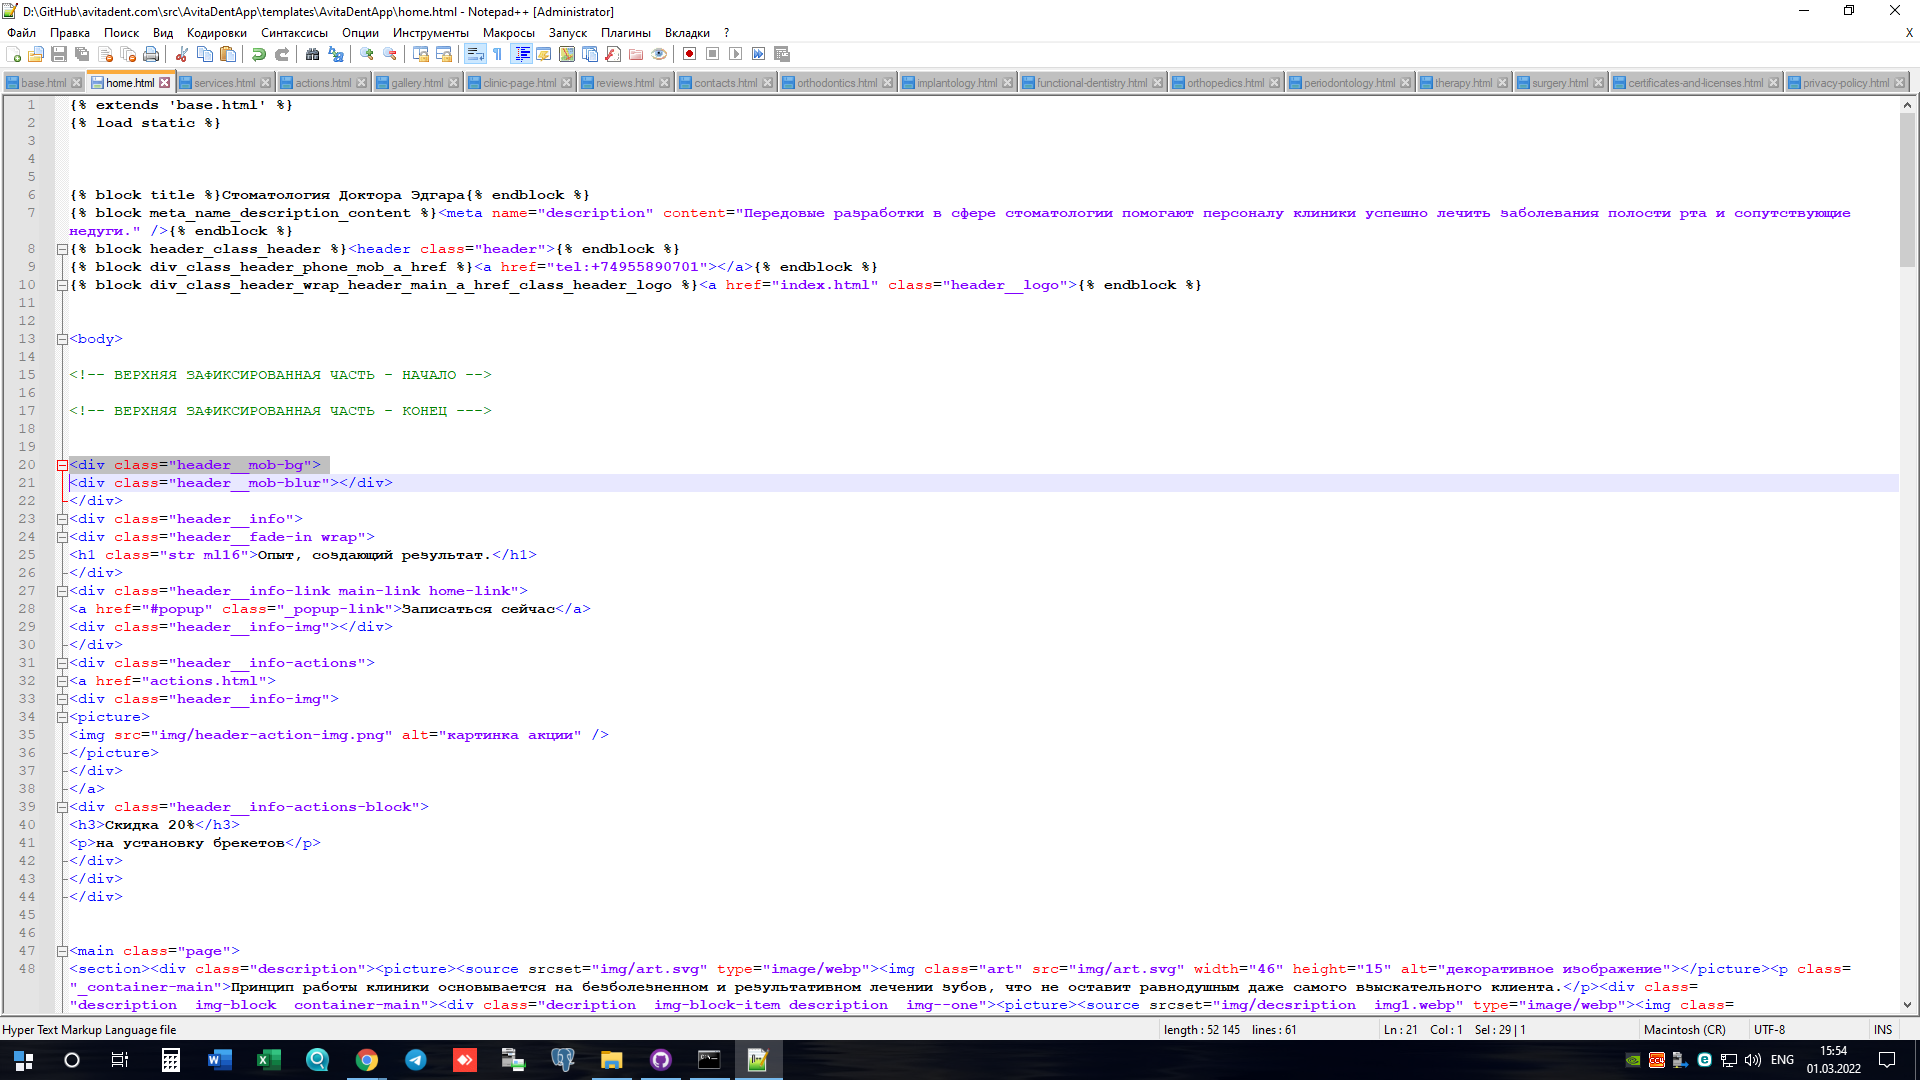 D:\GitHub\avitadent.com\src\AvitaDentApp\templates\AvitaDentApp\home.html - Notepad++ [Administrator]
Файл Правка Поиск Вид Кодировки Синтаксисы Опции Инструменты Макросы Запуск Плагины Вкладки ? X
base.html home.html services.html actions.html gallery.html clinic-page.html reviews.html contacts.html orthodontics.html implantology.html functional-dentistry.html orthopedics.html periodontology.html therapy.html surgery.html certificates-and-licenses.html privacy-policy.html
1 {% extends 'base.html' %}
2 {% load static %}
3
4
5
6 {% block title %}Стоматология Доктора Эдгара{% endblock %}
7 {% block meta_name_description_content %}<meta name="description" content="Передовые разработки в сфере стоматологии помогают персоналу клиники успешно лечить заболевания полости рта и сопутствующие
недуги." />{% endblock %}
8 {% block header_class_header %}<header class="header">{% endblock %}
9 {% block div_class_header_phone_mob_a_href %}<a href="tel:+74955890701"></a>{% endblock %}
10 {% block div_class_header_wrap_header_main_a_href_class_header_logo %}<a href="index.html" class="header__logo">{% endblock %}
11
12
13 <body>
14
15 <!-- ВЕРХНЯЯ ЗАФИКСИРОВАННАЯ ЧАСТЬ - НАЧАЛО -->
16
17 <!-- ВЕРХНЯЯ ЗАФИКСИРОВАННАЯ ЧАСТЬ - КОНЕЦ --->
18
19
20 <div class="header__mob-bg">
21 <div class="header__mob-blur"></div>
22 </div>
23 <div class="header__info">
24 <div class="header__fade-in wrap">
25 <h1 class="str ml16">Опыт, создающий результат.</h1>
26 </div>
27 <div class="header__info-link main-link home-link">
28 <a href="#popup" class="_popup-link">Записаться сейчас</a>
29 <div class="header__info-img"></div>
30 </div>
31 <div class="header__info-actions">
32 <a href="actions.html">
33 <div class="header__info-img">
34 <picture>
35 <img src="img/header-action-img.png" alt="картинка акции" />
36 </picture>
37 </div>
38 </a>
39 <div class="header__info-actions-block">
40 <h3>Скидка 20%</h3>
41 <p>на установку брекетов</p>
42 </div>
43 </div>
44 </div>
45
46
47 <main class="page">
48 <section><div class="description"><picture><source srcset="img/art.svg" type="image/webp"><img class="art" src="img/art.svg" width="46" height="15" alt="декоративное изображение"></picture><p class=
"_container-main">Принцип работы клиники основывается на безболезненном и результативном лечении зубов, что не оставит равнодушным даже самого взыскательного клиента.</p><div class=
"description__img-block _container-main"><div class="decription__img-block-item description__img--one"><picture><source srcset="img/decsription__img1.webp" type="image/webp"><img class=
Hyper Text Markup Language file length : 52 145 lines : 61 Ln : 21 Col : 1 Sel : 29 | 1 Macintosh (CR) UTF-8 INS
ENG 15:54
01.03.2022